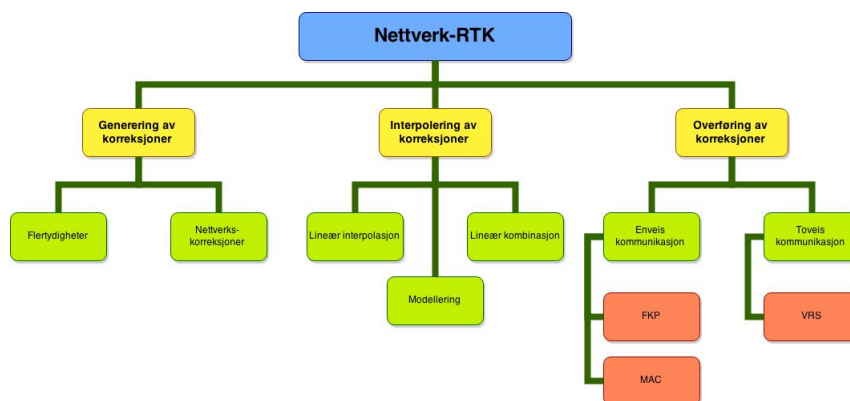 Nettverk-RTK
Generering av
korreksjoner
Interpolering av
korreksjoner
Overføring av
korreksjoner
Flertydigheter
Nettverks-
korreksjoner
Lineær interpolasjon
Lineær kombinasjon
Modellering
Enveis
kommunikasjon
Toveis
kommunikasjon
FKP
VRS
MAC